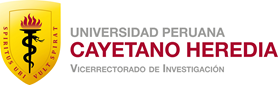 SPIRITUS UBI VULT SPIRAT
UNIVERSIDAD PERUANA
CAYETANO HEREDIA
VICERRECTORADO DE INVESTIGACIÓN